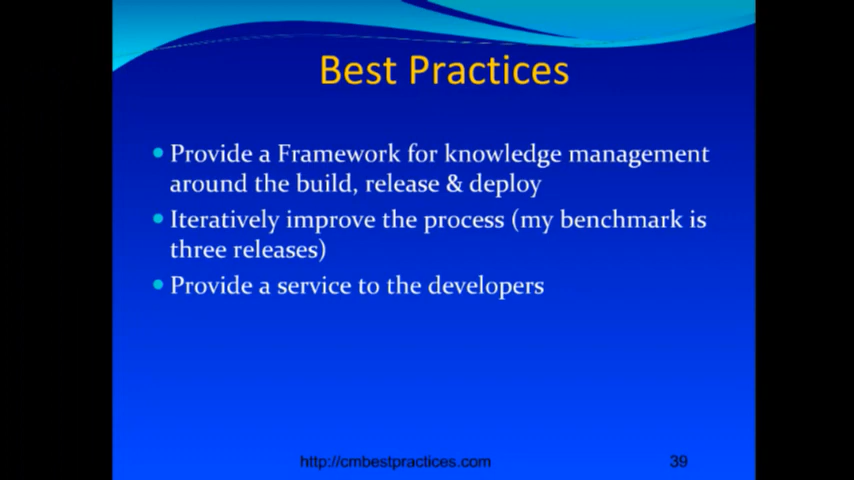 Best Practices
• Provide a Framework for knowledge management
around the build, release & deploy
• Iteratively improve the process (my benchmark is
three releases)
• Provide a service to the developers
http://cmbestpractices.com 39